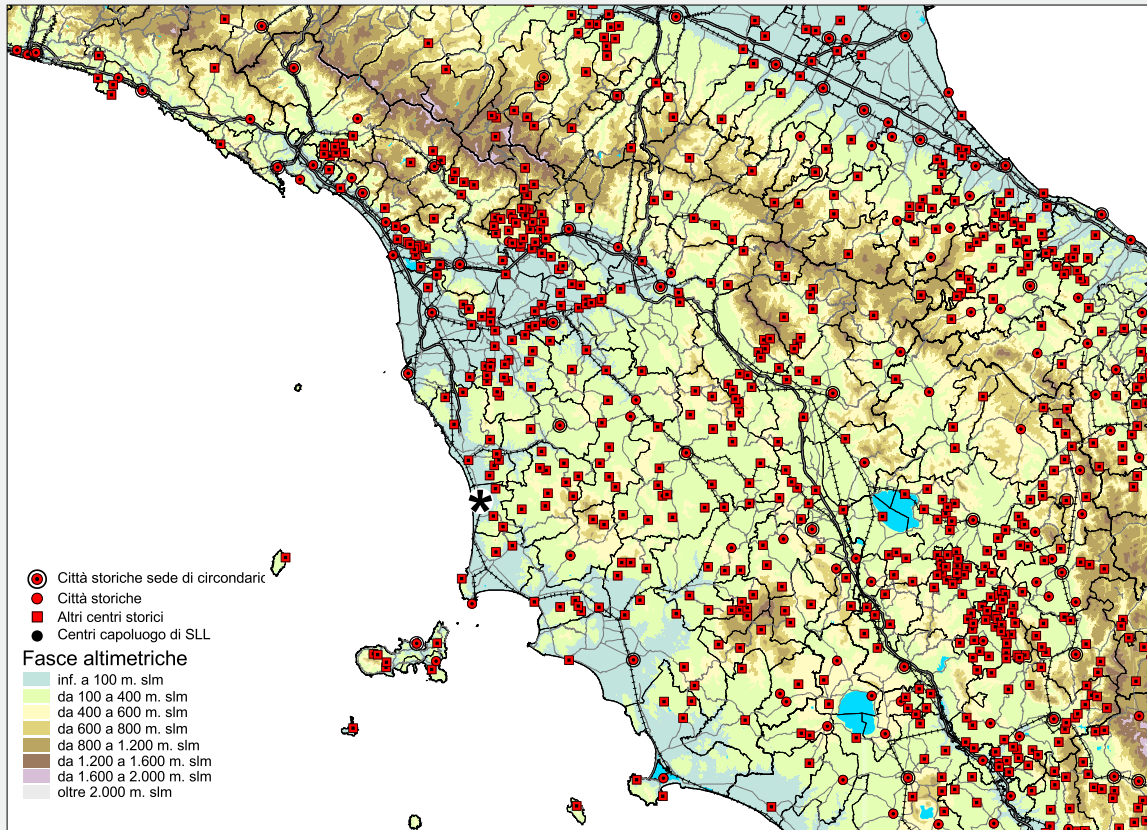 Città storiche sede di circondaric
Città storiche
Altri centri storici
Centri capoluogo di SLL
Fasce altimetriche
inf. a 100 m. slm
da 100 a 400 m. slm
da 400 a 600 m. slm
da 600 a 800 m. slm
da 800 a 1.200 m. slm
da 1.200 a 1.600 m. slm
da 1.600 a 2.000 m. slm
oltre 2.000 m. slm
*